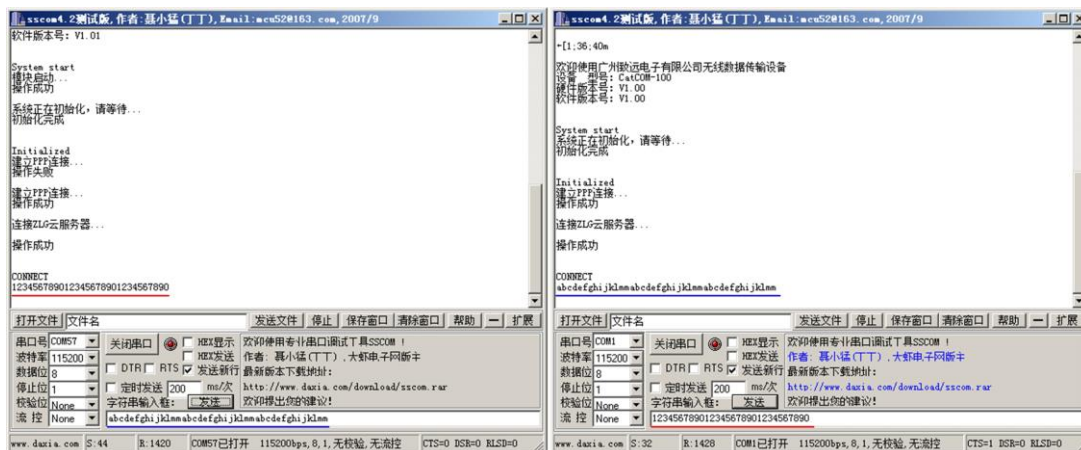 sscom4.2测试版,作者:聂小猛(丁丁),Email:mcu52@163.com,2007/9
软件版本号: V1.01
System start
模块启动...
操作成功
系统正在初始化，请等待...
初始化完成
Initialized
建立PPP连接...
操作失败
建立PPP连接...
操作成功
连接ZLG云服务器...
操作成功
CONNECT
123456789012345678901234567890
打开文件 文件名 发送文件 停止 保存窗口 清除窗口 帮助 — 扩展
串口号 COM57 关闭串口 HEX显示 欢迎使用专业串口调试工具SSCOM !
波特率 115200 HEX发送 作者: 聂小猛(丁丁),大虾电子网版主
数据位 8 DTR RTS 发送新行 最新版本下载地址:
停止位 1 定时发送 200 ms/次 http://www.daxia.com/download/sscom.rar
校验位 None 字符串输入框: 发送 欢迎提出您的建议!
流 控 None abcdefghijklmmabcdefghijklmmabcdefghijklmm
www.daxia.com S:44 R:1420 COM57已打开 115200bps,8,1,无校验,无流控 CTS=0 DSR=0 RLSD=0
sscom4.2测试版,作者:聂小猛(丁丁),Email:mcu52@163.com,2007/9
←[1;36;40m
欢迎使用广州致远电子有限公司无线数据传输设备
设备 型号: CatCOM-100
硬件版本号: V1.00
软件版本号: V1.00
System start
系统正在初始化，请等待...
初始化完成
Initialized
建立PPP连接...
操作成功
连接ZLG云服务器...
操作成功
CONNECT
abcdefghijklmmabcdefghijklmmabcdefghijklmm
打开文件 文件名 发送文件 停止 保存窗口 清除窗口 帮助 — 扩展
串口号 COM1 关闭串口 HEX显示 欢迎使用专业串口调试工具SSCOM !
波特率 115200 HEX发送 作者: 聂小猛(丁丁),大虾电子网版主
数据位 8 DTR RTS 发送新行 最新版本下载地址:
停止位 1 定时发送 200 ms/次 http://www.daxia.com/download/sscom.rar
校验位 None 字符串输入框: 发送 欢迎提出您的建议!
流 控 None 123456789012345678901234567890
www.daxia.com S:32 R:1428 COM1已打开 115200bps,8,1,无校验,无流控 CTS=1 DSR=0 RLSD=0